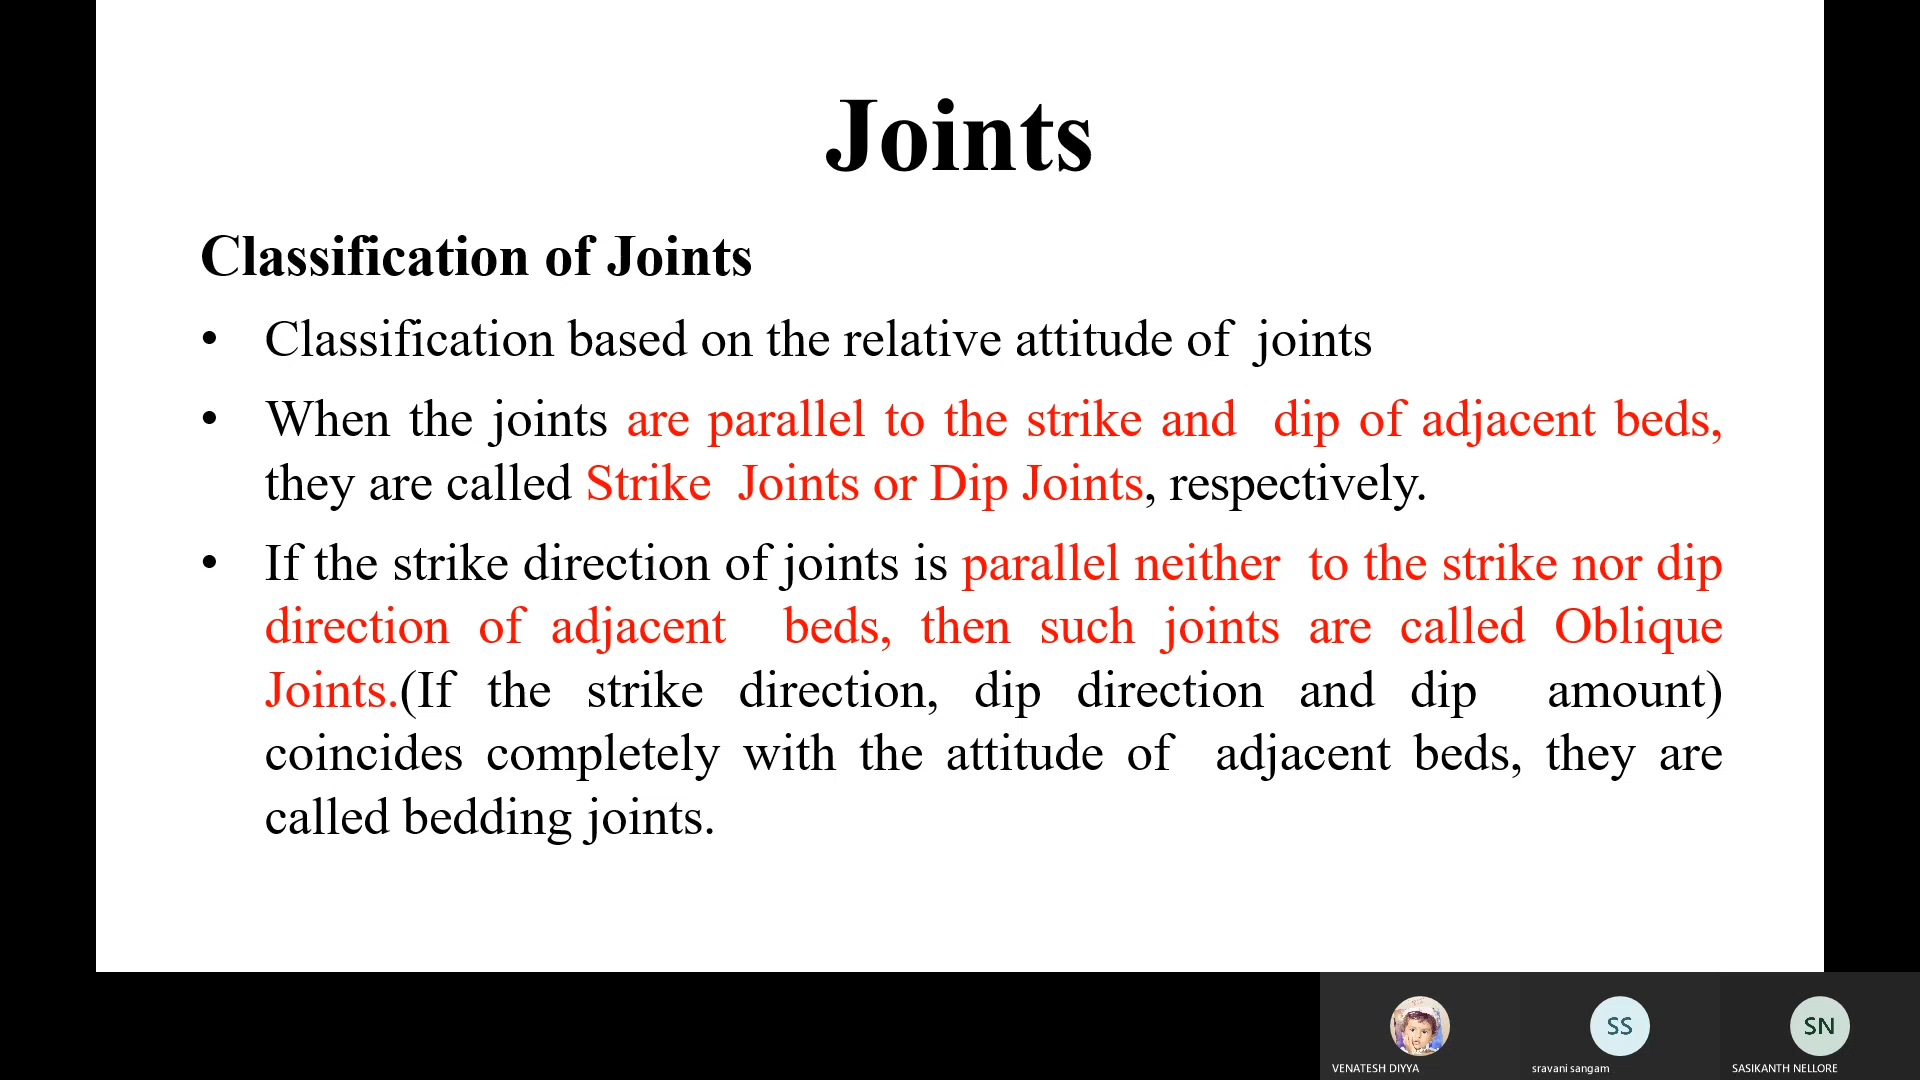 Joints
Classification of Joints
• Classification based on the relative attitude of joints
• When the joints are parallel to the strike and dip of adjacent beds,
they are called Strike Joints or Dip Joints, respectively.
• If the strike direction of joints is parallel neither to the strike nor dip
direction of adjacent beds, then such joints are called Oblique
Joints.(If the strike direction, dip direction and dip amount)
coincides completely with the attitude of adjacent beds, they are
called bedding joints.
SS
SN
VENATESH DIYYA
sravani sangam
SASIKANTH NELLORE